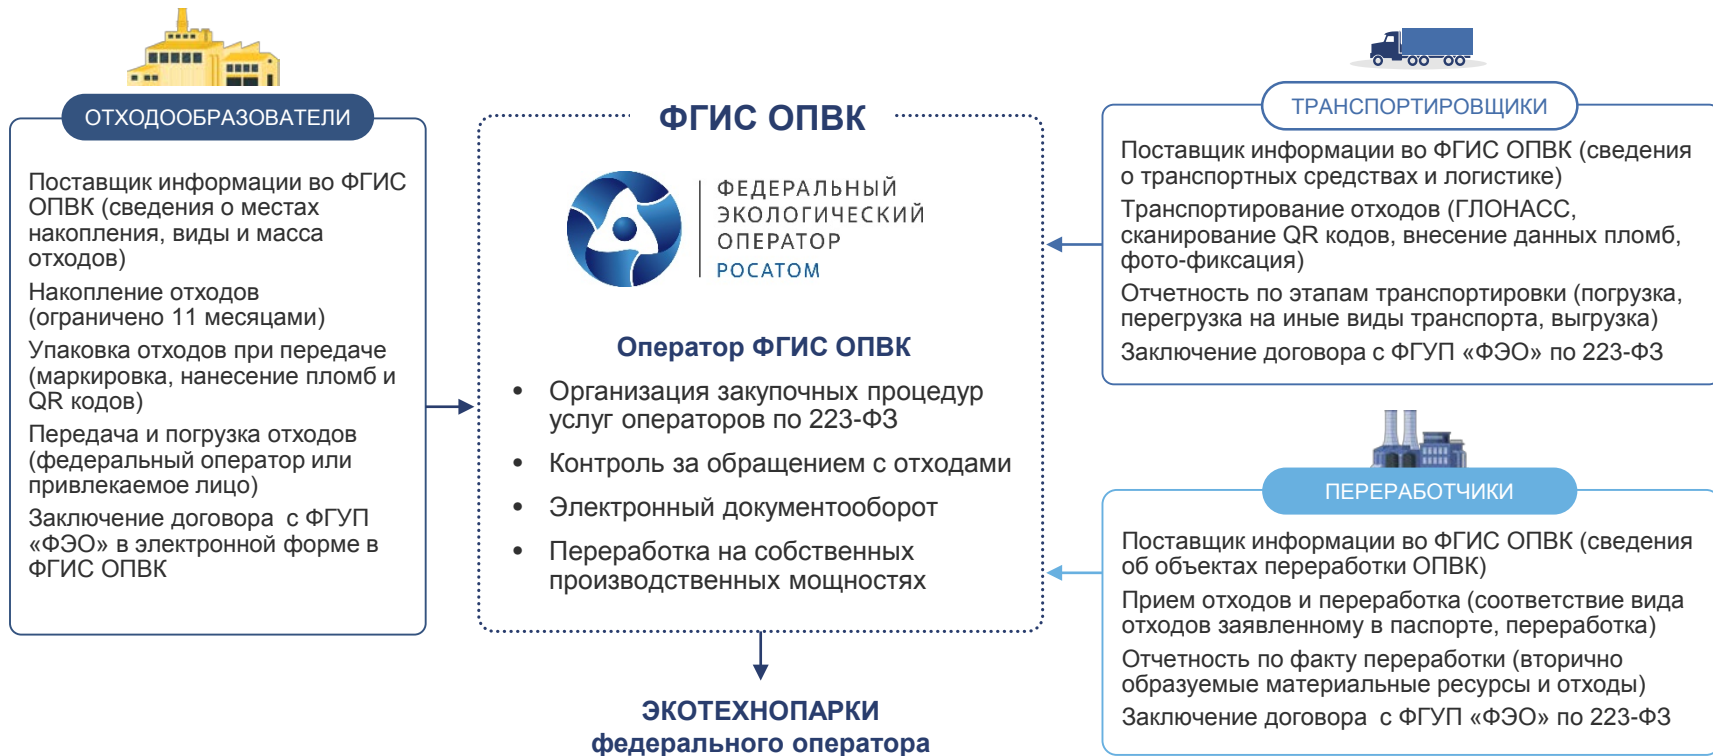 ОТХОДООБРАЗОВАТЕЛИ
Поставщик информации во ФГИС
ОПВК (сведения о местах
накопления, виды и масса
отходов)
Накопление отходов
(ограничено 11 месяцами)
Упаковка отходов при передаче
(маркировка, нанесение пломб и
QR кодов)
Передача и погрузка отходов
(федеральный оператор или
привлекаемое лицо)
Заключение договора с ФГУП
«ФЭО» в электронной форме в
ФГИС ОПВК
ФГИС ОПВК
ФЕДЕРАЛЬНЫЙ
ЭКОЛОГИЧЕСКИЙ
ОПЕРАТОР
РОСАТОМ
Оператор ФГИС ОПВК
• Организация закупочных процедур
услуг операторов по 223-ФЗ
• Контроль за обращением с отходами
• Электронный документооборот
• Переработка на собственных
производственных мощностях
ЭКОТЕХНОПАРКИ
федерального оператора
ТРАНСПОРТИРОВЩИКИ
Поставщик информации во ФГИС ОПВК (сведения
о транспортных средствах и логистике)
Транспортирование отходов (ГЛОНАСС,
сканирование QR кодов, внесение данных пломб,
фото-фиксация)
Отчетность по этапам транспортировки (погрузка,
перегрузка на иные виды транспорта, выгрузка)
Заключение договора с ФГУП «ФЭО» по 223-ФЗ
ПЕРЕРАБОТЧИКИ
Поставщик информации во ФГИС ОПВК (сведения
об объектах переработки ОПВК)
Прием отходов и переработка (соответствие вида
отходов заявленному в паспорте, переработка)
Отчетность по факту переработки (вторично
образуемые материальные ресурсы и отходы)
Заключение договора с ФГУП «ФЭО» по 223-ФЗ